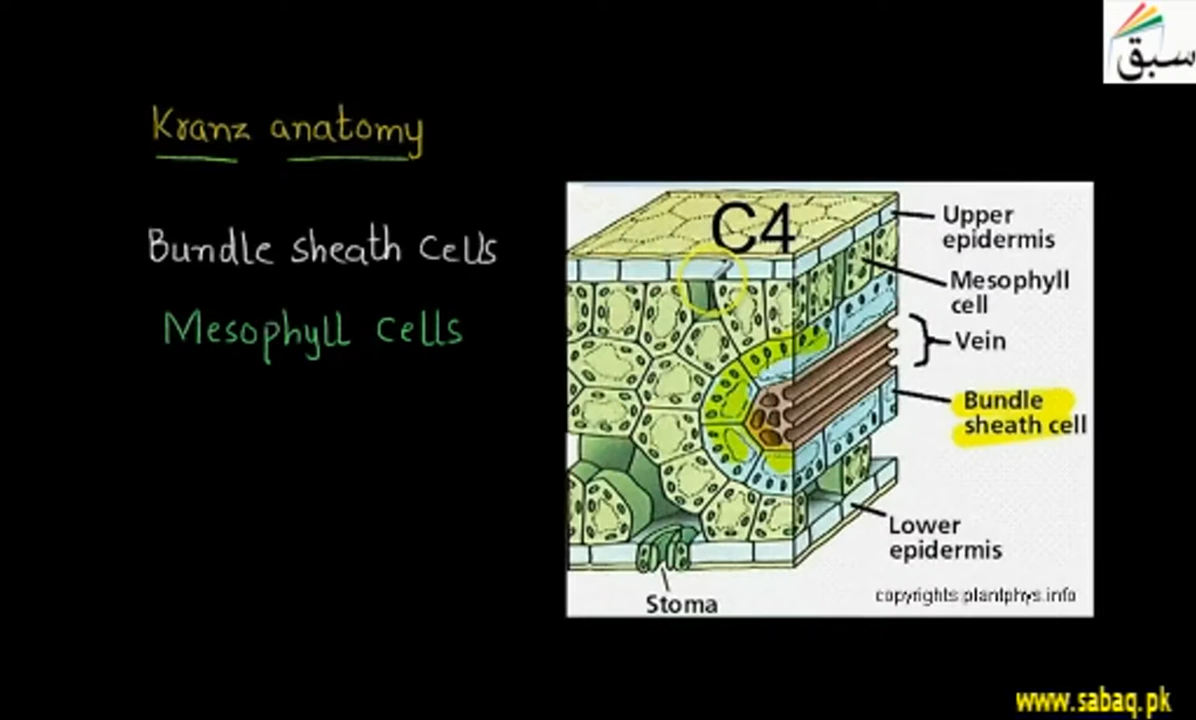 سبق
Kranz anatomy
Bundle sheath cells
Mesophyll cells
C4
Upper
epidermis
Mesophyll
cell
Vein
Bundle
sheath cell
Lower
epidermis
Stoma
copyrights plantphys.info
www.sabaq.pk